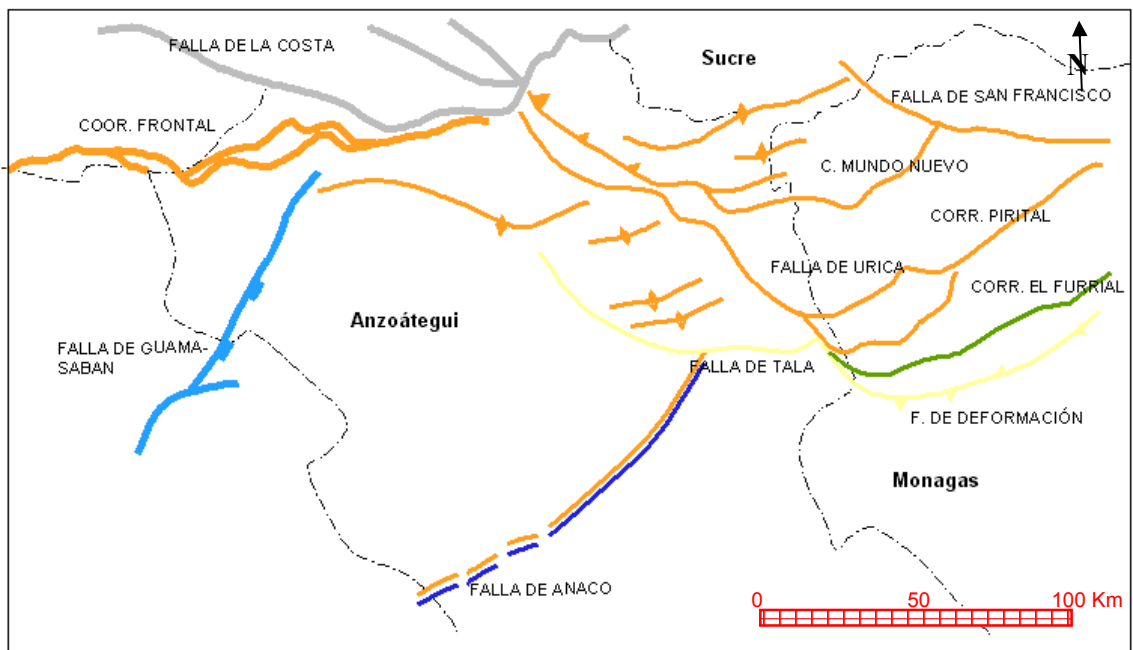 FALLA DE LA COSTA
Sucre
N
FALLA DE SAN FRANCISCO
COOR. FRONTAL
C. MUNDO NUEVO
CORR. PIRITAL
FALLA DE URICA
CORR. EL FURRIAL
Anzoátegui
FALLA DE GUAMA-
SABAN
FALLA DE TALA
F. DE DEFORMACIÓN
Monagas
FALLA DE ANACO
0 50 100 Km